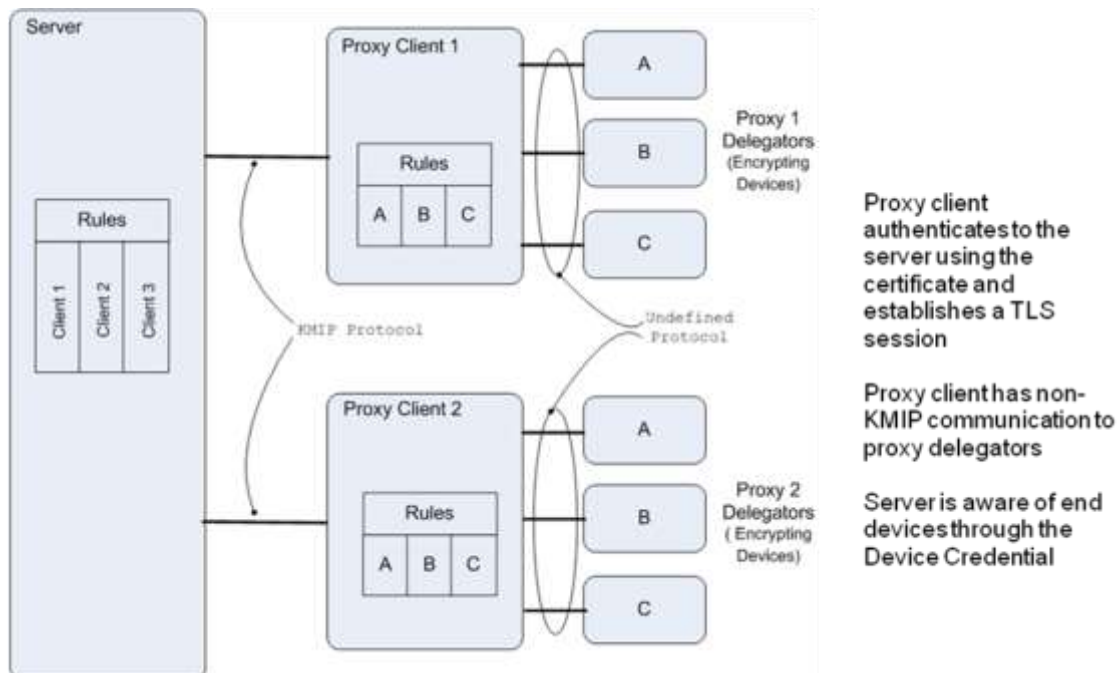 Server
Rules
Client 1
Client 2
Client 3
KMIP Protocol
Proxy Client 1
Rules
A B C
A
B
C
Proxy 1
Delegators
(Encrypting
Devices)
Undefined
Protocol
Proxy Client 2
Rules
A B C
A
B
C
Proxy 2
Delegators
( Encrypting
Devices)
Proxy client
authenticates to the
server using the
certificate and
establishes a TLS
session
Proxy client has non-
KMIP communication to
proxy delegators
Server is aware of end
devices through the
Device Credential